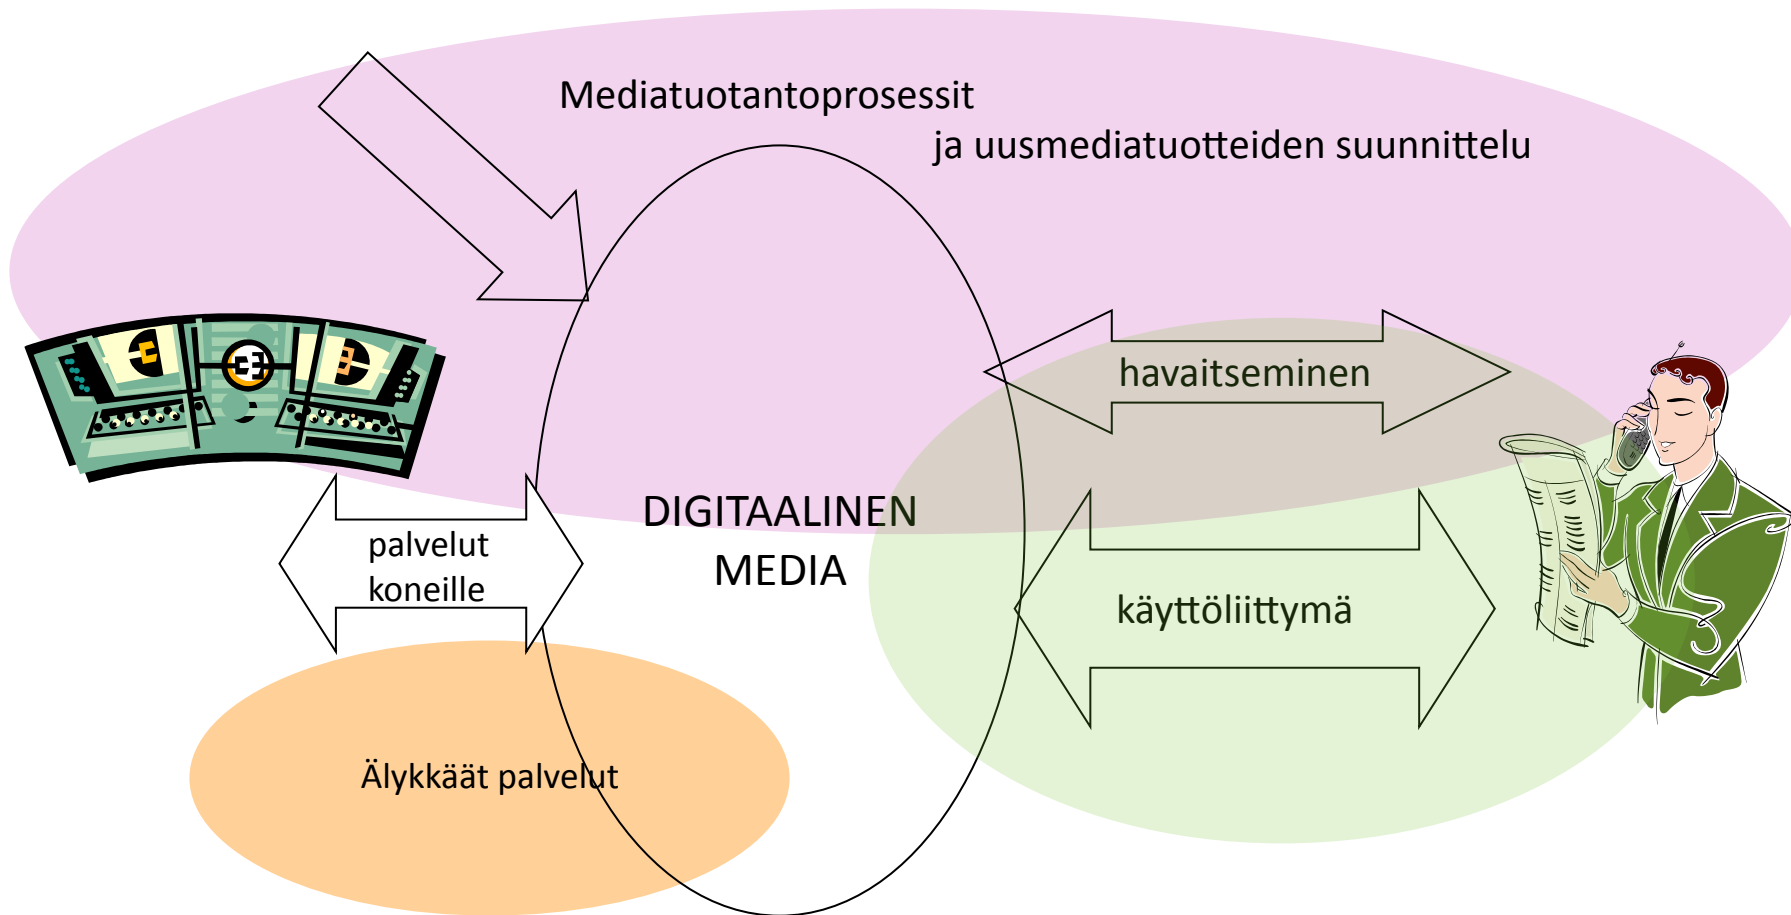 Mediatuotantoprosessit
ja uusmediatuotteiden suunnittelu
havaitseminen
DIGITAALINEN
MEDIA
palvelut
koneille
käyttöliittymä
Älykkäät palvelut